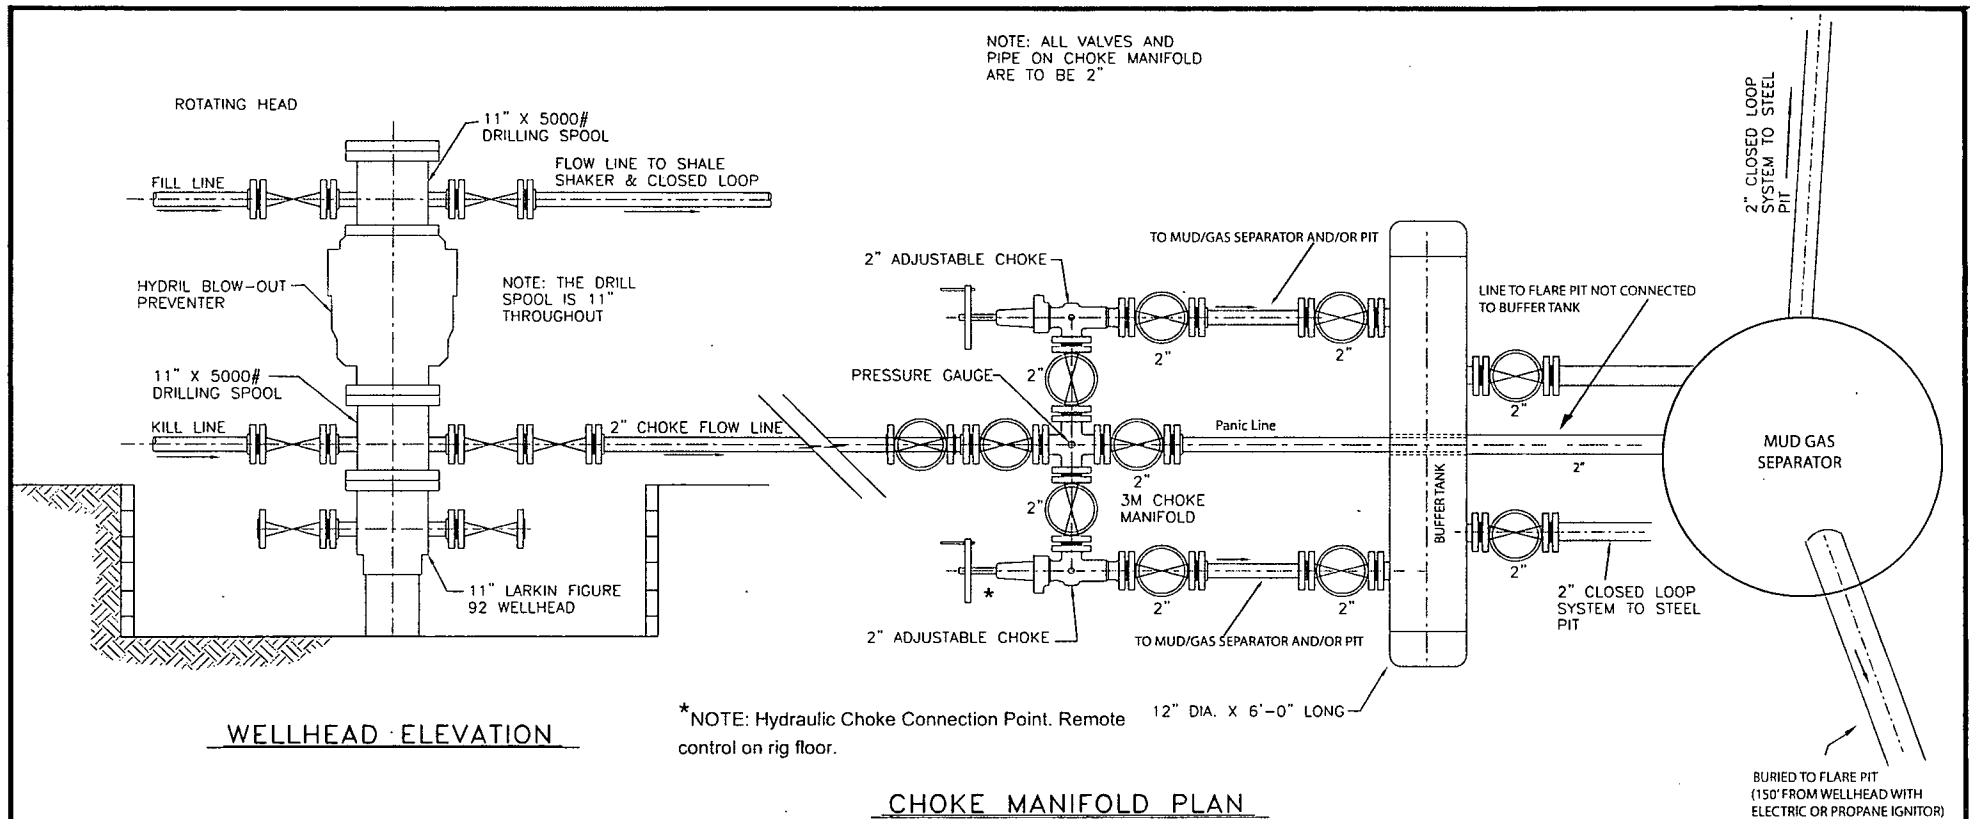 NOTE: ALL VALVES AND
PIPE ON CHOKE MANIFOLD
ARE TO BE 2"
ROTATING HEAD
11" X 5000#
DRILLING SPOOL
FILL LINE
FLOW LINE TO SHALE
SHAKER & CLOSED LOOP
HYDRIL BLOW-OUT
PREVENTER
NOTE: THE DRILL
SPOOL IS 11"
THROUGHOUT
11" X 5000#
DRILLING SPOOL
KILL LINE
2" CHOKE FLOW LINE
11" LARKIN FIGURE
92 WELLHEAD
WELLHEAD ELEVATION
2" ADJUSTABLE CHOKE
TO MUD/GAS SEPARATOR AND/OR PIT
2"
2"
PRESSURE GAUGE
2"
Panic Line
2"
3M CHOKE
MANIFOLD
2"
2"
2"
*
2" ADJUSTABLE CHOKE
TO MUD/GAS SEPARATOR AND/OR PIT
BUFFER TANK
12" DIA. X 6'-0" LONG
LINE TO FLARE PIT NOT CONNECTED
TO BUFFER TANK
2"
2"
2"
2" CLOSED LOOP
SYSTEM TO STEEL
PIT
2" CLOSED LOOP
SYSTEM TO STEEL
PIT
MUD GAS
SEPARATOR
BURIED TO FLARE PIT
(150' FROM WELLHEAD WITH
ELECTRIC OR PROPANE IGNITOR)
*NOTE: Hydraulic Choke Connection Point. Remote
control on rig floor.
CHOKE MANIFOLD PLAN